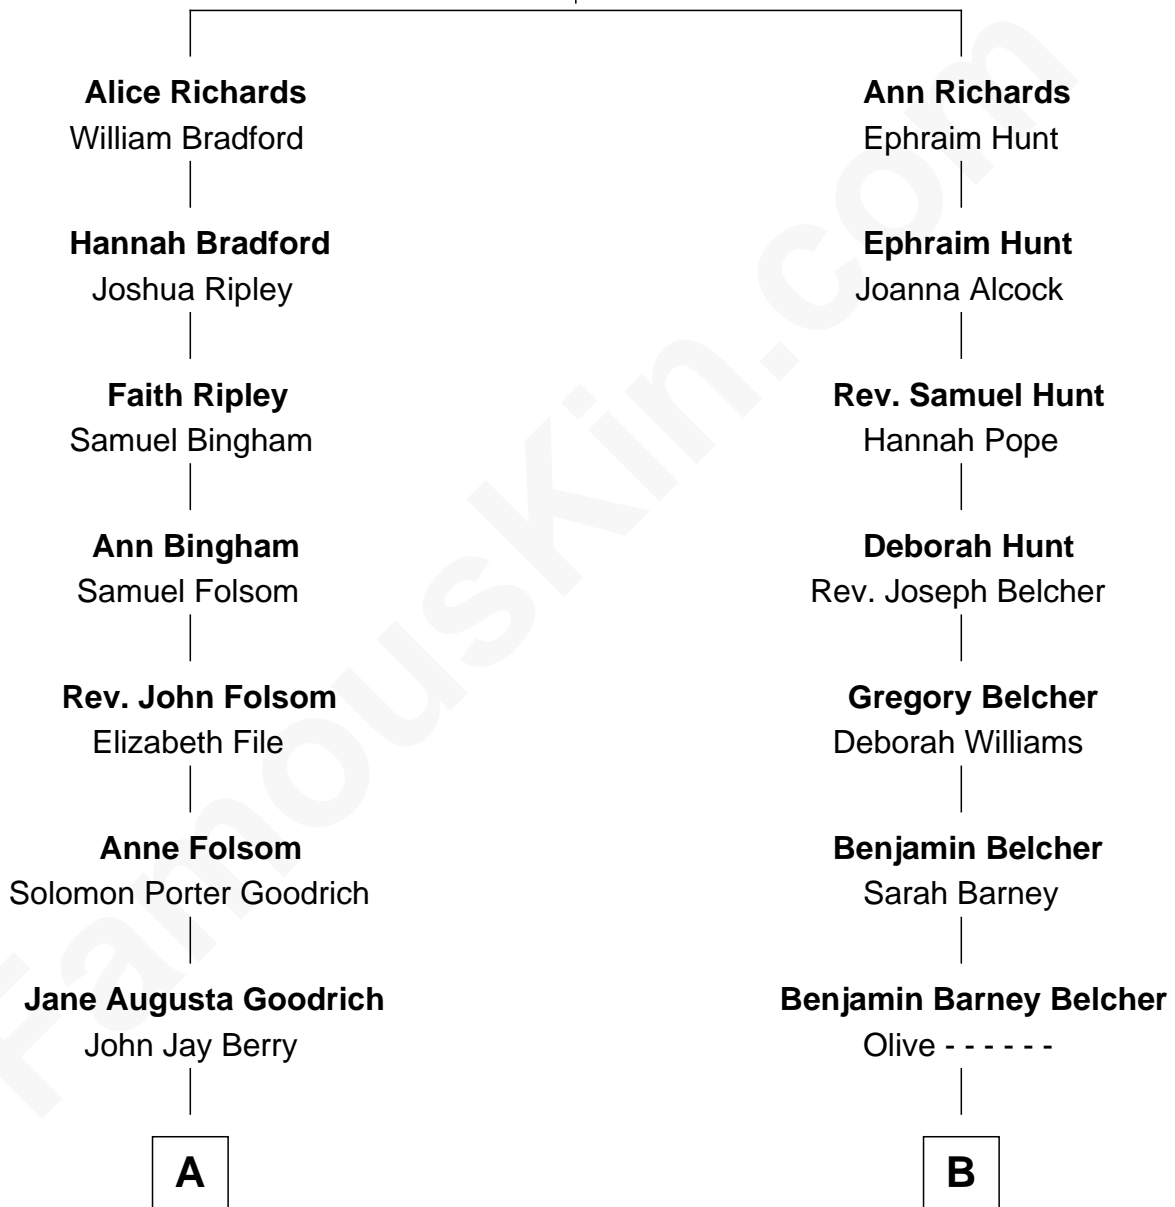 Alice Richards
William Bradford
Hannah Bradford
Joshua Ripley
Faith Ripley
Samuel Bingham
Ann Bingham
Samuel Folsom
Rev. John Folsom
Elizabeth File
Anne Folsom
Solomon Porter Goodrich
Jane Augusta Goodrich
John Jay Berry
A
Ann Richards
Ephraim Hunt
Ephraim Hunt
Joanna Alcock
Rev. Samuel Hunt
Hannah Pope
Deborah Hunt
Rev. Joseph Belcher
Gregory Belcher
Deborah Williams
Benjamin Belcher
Sarah Barney
Benjamin Barney Belcher
Olive - - - - - -
B
FamousKin.com